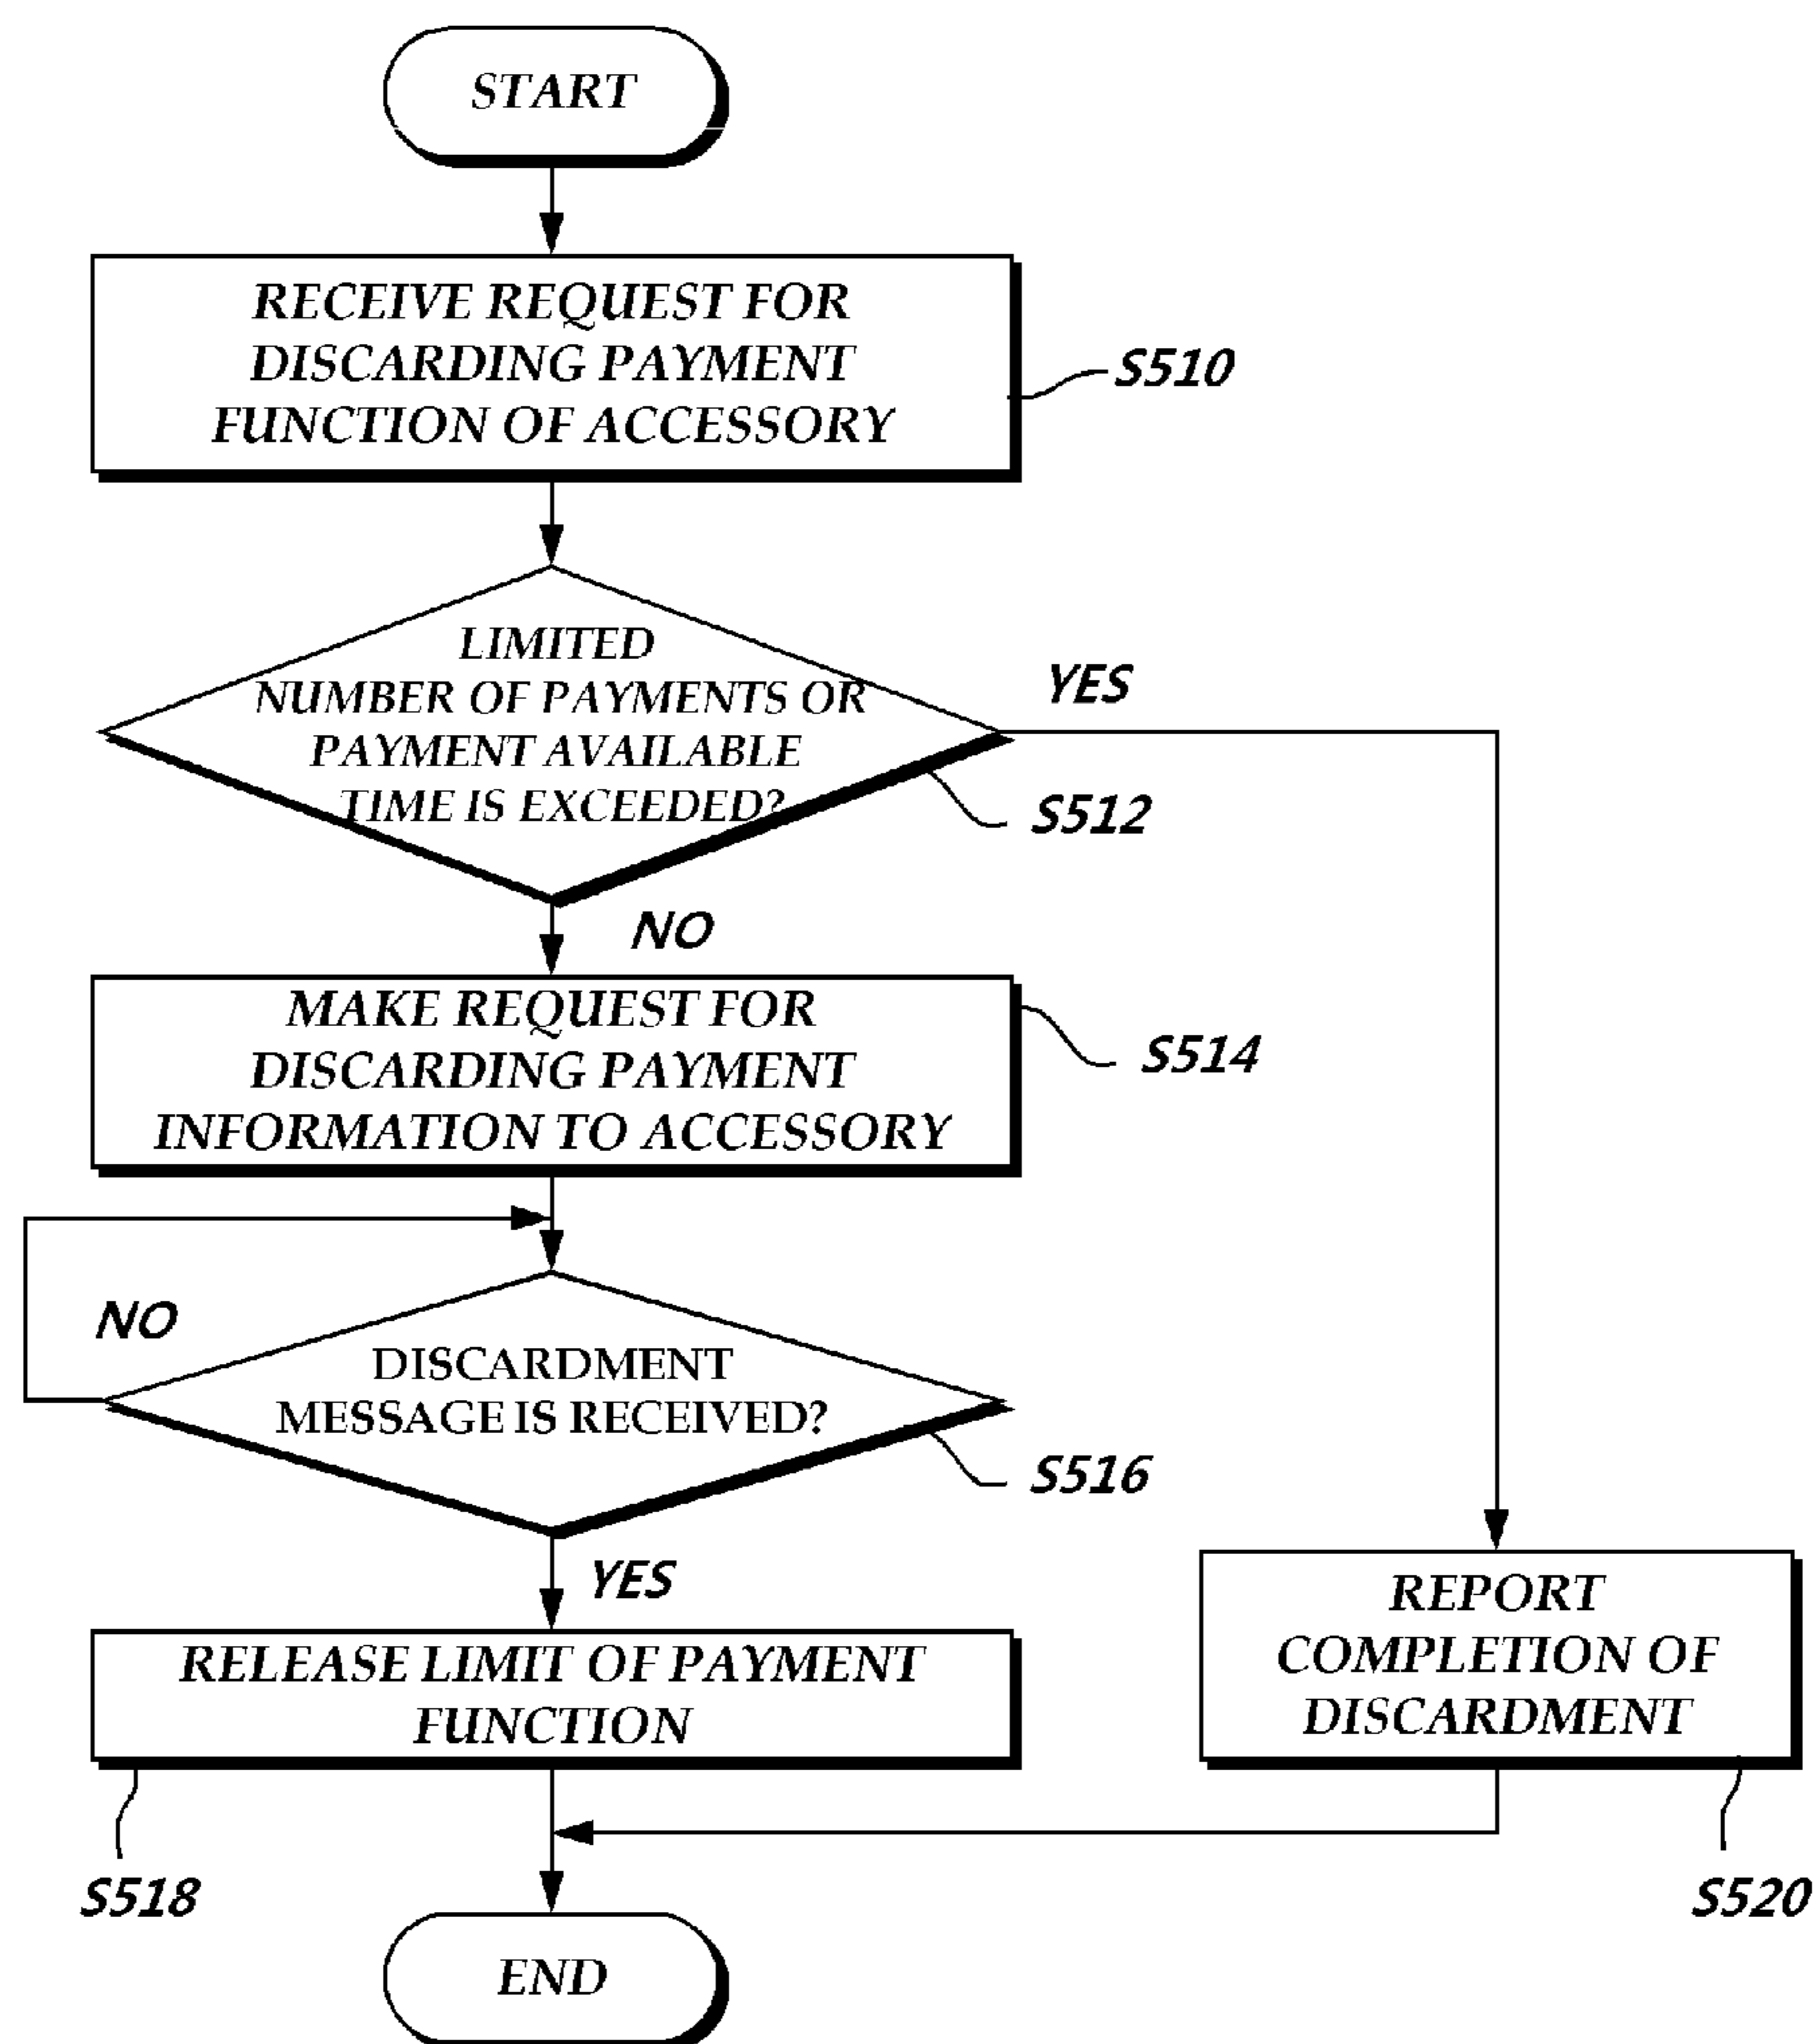 START
RECEIVE REQUEST FOR
DISCARDING PAYMENT
FUNCTION OF ACCESSORY
S510
LIMITED
NUMBER OF PAYMENTS OR
PAYMENT AVAILABLE
TIME IS EXCEEDED?
YES
S512
NO
MAKE REQUEST FOR
DISCARDING PAYMENT
INFORMATION TO ACCESSORY
S514
NO
DISCARDMENT
MESSAGE IS RECEIVED?
S516
YES
RELEASE LIMIT OF PAYMENT
FUNCTION
S518
REPORT
COMPLETION OF
DISCARDMENT
S520
END